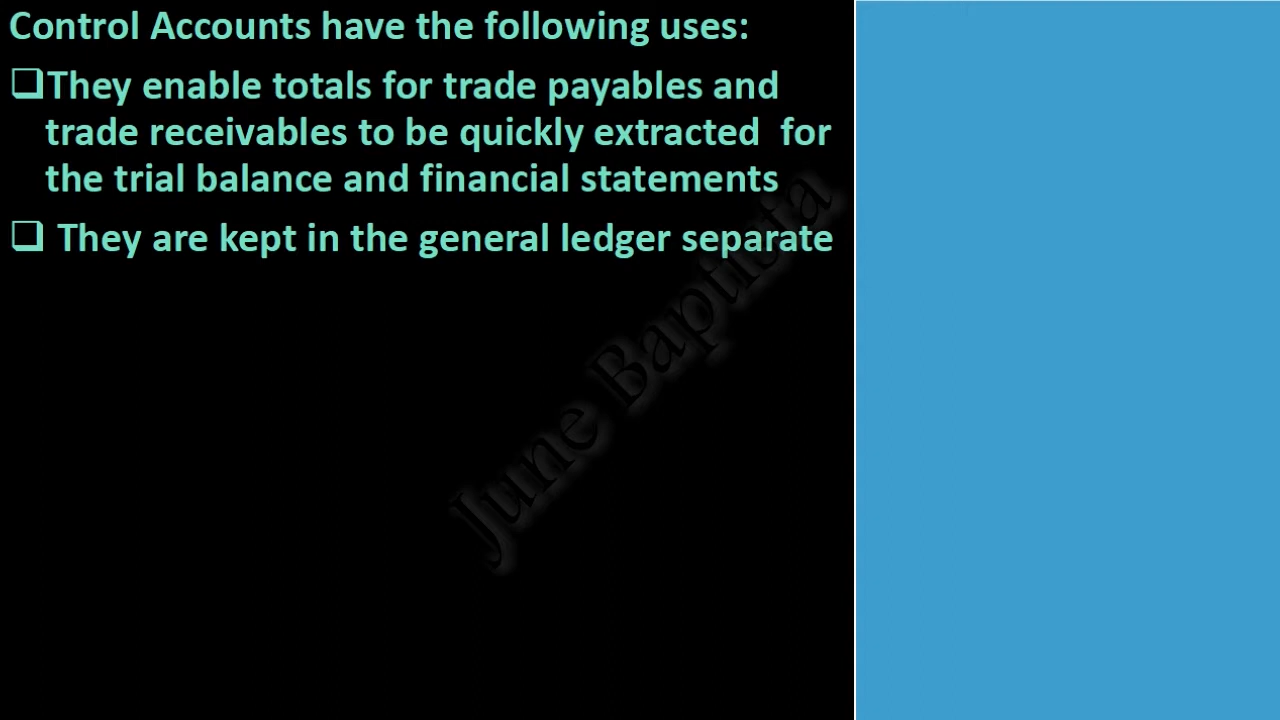 Control Accounts have the following uses:
❑They enable totals for trade payables and
trade receivables to be quickly extracted  for
the trial balance and financial statements
❑ They are kept in the general ledger separate
June Baptista